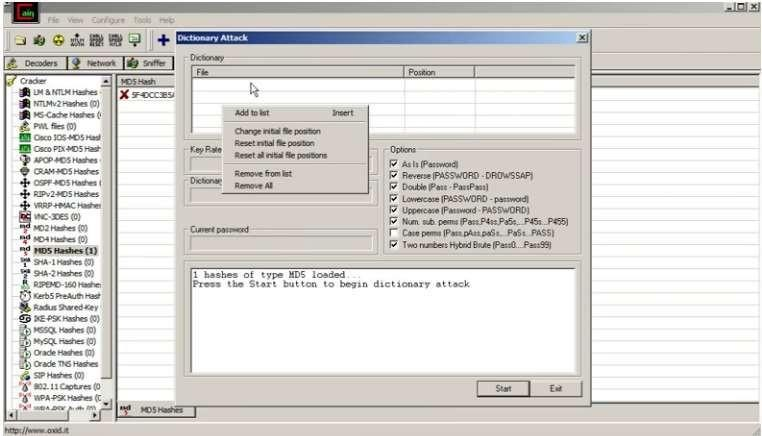 Cain
File View Configure Tools Help
Decoders Network Sniffer
Cracker
LM & NTLM Hashes
NTLMv2 Hashes (0)
MS-Cache Hashes (
PWL files (0)
Cisco IOS-MD5 Hash
Cisco PIX-MD5 Hash
APOP-MD5 Hashes
CRAM-MD5 Hashes
OSPF-MD5 Hashes (
RIPv2-MD5 Hashes
VRRP-HMAC Hashes
VNC-3DES (0)
MD2 Hashes (0)
MD4 Hashes (0)
MD5 Hashes (1)
SHA-1 Hashes (0)
SHA-2 Hashes (0)
RIPEMD-160 Hashes
Kerb5 PreAuth Hash
Radius Shared-Key
IKE-PSK Hashes (0)
MSSQL Hashes (0)
MySQL Hashes (0)
Oracle Hashes (0)
Oracle TNS Hashes
SIP Hashes (0)
802.11 Captures (0
WPA-PSK Hashes (0
WPA-PSK Auth (0)
MD5 Hash
5F4DCC3B5A
MD5 Hashes
Dictionary Attack
Dictionary
File Position
Add to list Insert
Change initial file position
Reset initial file position
Reset all initial file positions
Remove from list
Remove All
Key Rate
Dictionary
Current password
Options
As Is (Password)
Reverse (PASSWORD - DROWSSAP)
Double (Pass - PassPass)
Lowercase (PASSWORD - password)
Uppercase (Password - PASSWORD)
Num. sub. perms (Pass,P4ss,Pa5s,...P45s...P455)
Case perms (Pass,pAss,paSs,...PaSs...PASS)
Two numbers Hybrid Brute (Pass0....Pass99)
1 hashes of type MD5 loaded...
Press the Start button to begin dictionary attack
Start Exit
http://www.oxid.it